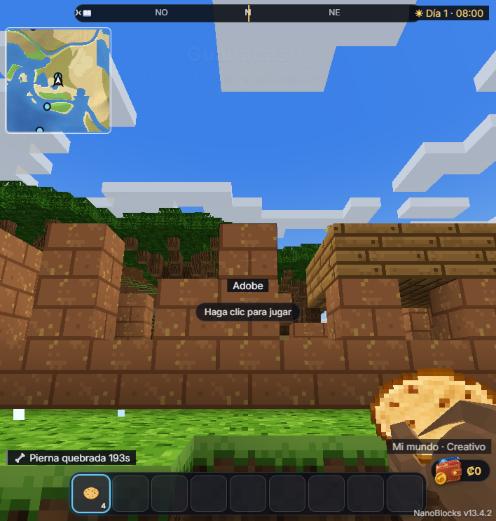 NO
N
NE
Día 1 · 08:00
Adobe
Haga clic para jugar
Mi mundo · Creativo
Pierna quebrada 193s
₡0
4
NanoBlocks v13.4.2